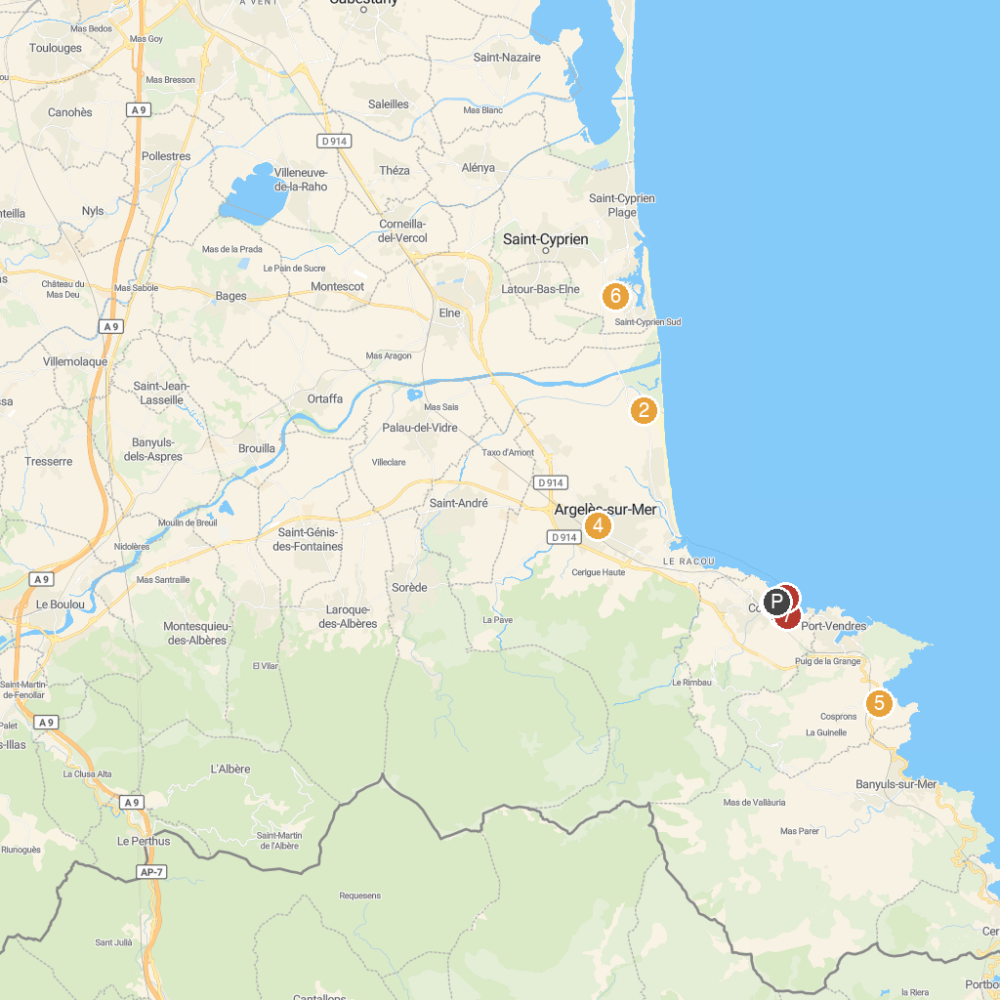 Cabestany
A VENT
Mas Bedos
Mas Goy
Toulouges
Saint-Nazaire
Mas Bresson
Saleilles
Mas Blanc
A 9
Canohès
D 914
Pollestres
Villeneuve-
de-la-Raho
Théza
Alénya
Saint-Cyprien
Plage
Nyls
Corneilla-
del-Vercol
Saint-Cyprien
Mas de la Prada
Le Pain de Sucre
Château du
Mas Deu
Mas Sabole
Montescot
Bages
Latour-Bas-Elne
6
Elne
Saint-Cyprien Sud
A 9
Villemolaque
Mas Aragon
Saint-Jean-
Lasseille
Ortaffa
Mas Sais
2
Palau-del-Vidre
Banyuls-
dels-Aspres
Brouilla
Taxo d'Amont
Tresserre
Villeclare
D 914
Saint-André
Argelès-sur-Mer
Moulin de Breuil
4
Saint-Génis-
des-Fontaines
D 914
Nidolères
LE RACOU
Cerigue Haute
Mas Santraille
A 9
Sorède
Le Boulou
P
Laroque-
des-Albères
La Pave
Port-Vendres
Montesquieu
des-Albères
Puig de la Grange
El Vilar
Le Rimbau
Saint-Martin-
de-Fenollar
5
A 9
Cosprons
La Guinelle
L'Albère
La Clusa Alta
Banyuls-sur-Mer
A 9
Mas de Vallàuria
Le Perthus
Saint-Martin
de l'Albère
Mas Parer
AP-7
Requesens
Sant Julià
Cantallops
la Riera